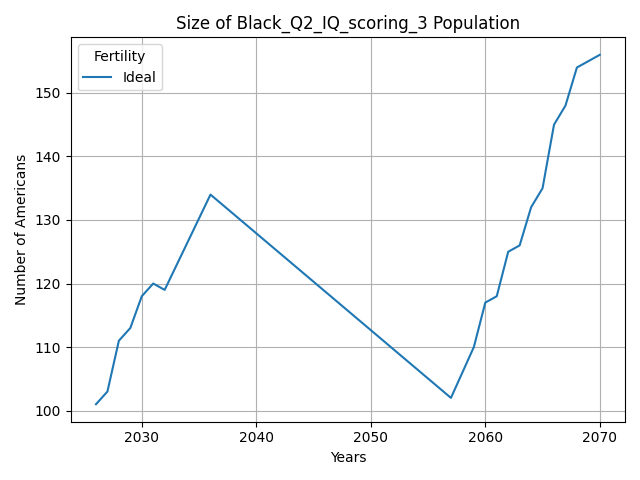 Size of Black_Q2_IQ_scoring_3 Population
Fertility
Ideal
Number of Americans
150
140
130
120
110
100
2030 2040 2050 2060 2070
Years